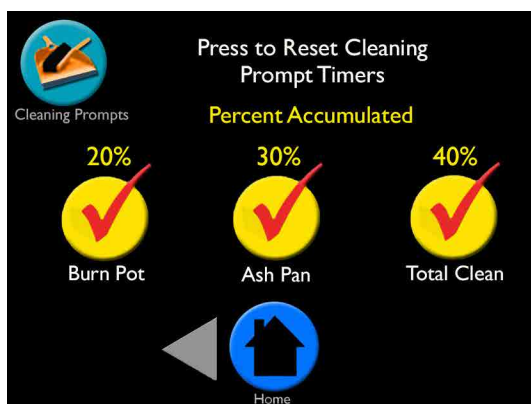 Press to Reset Cleaning
Prompt Timers
Cleaning Prompts
Percent Accumulated
20% 30% 40%
Burn Pot Ash Pan Total Clean
Home